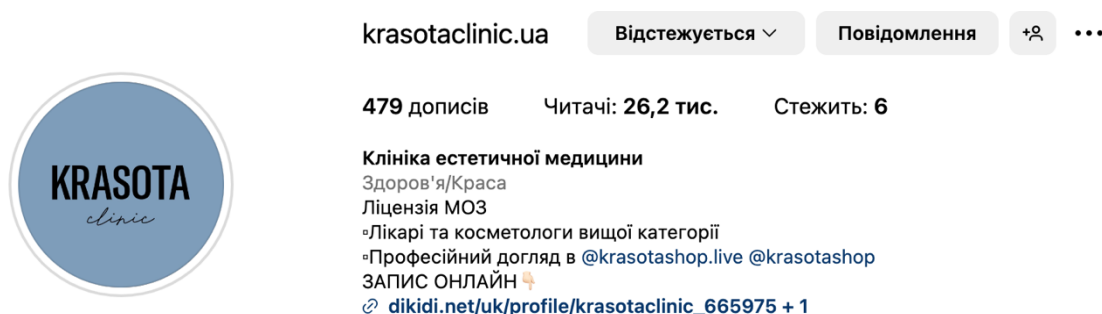 krasotaclinic.ua Відстежується Повідомлення
479 дописів Читачі: 26,2 тис. Стежить: 6
KRASOTA
clinic
Клініка естетичної медицини
Здоров'я/Краса
Ліцензія МОЗ
▫Лікарі та косметологи вищої категорії
▫Професійний догляд в @krasotashop.live @krasotashop
ЗАПИС ОНЛАЙН👇🏻
dikidi.net/uk/profile/krasotaclinic_665975 + 1